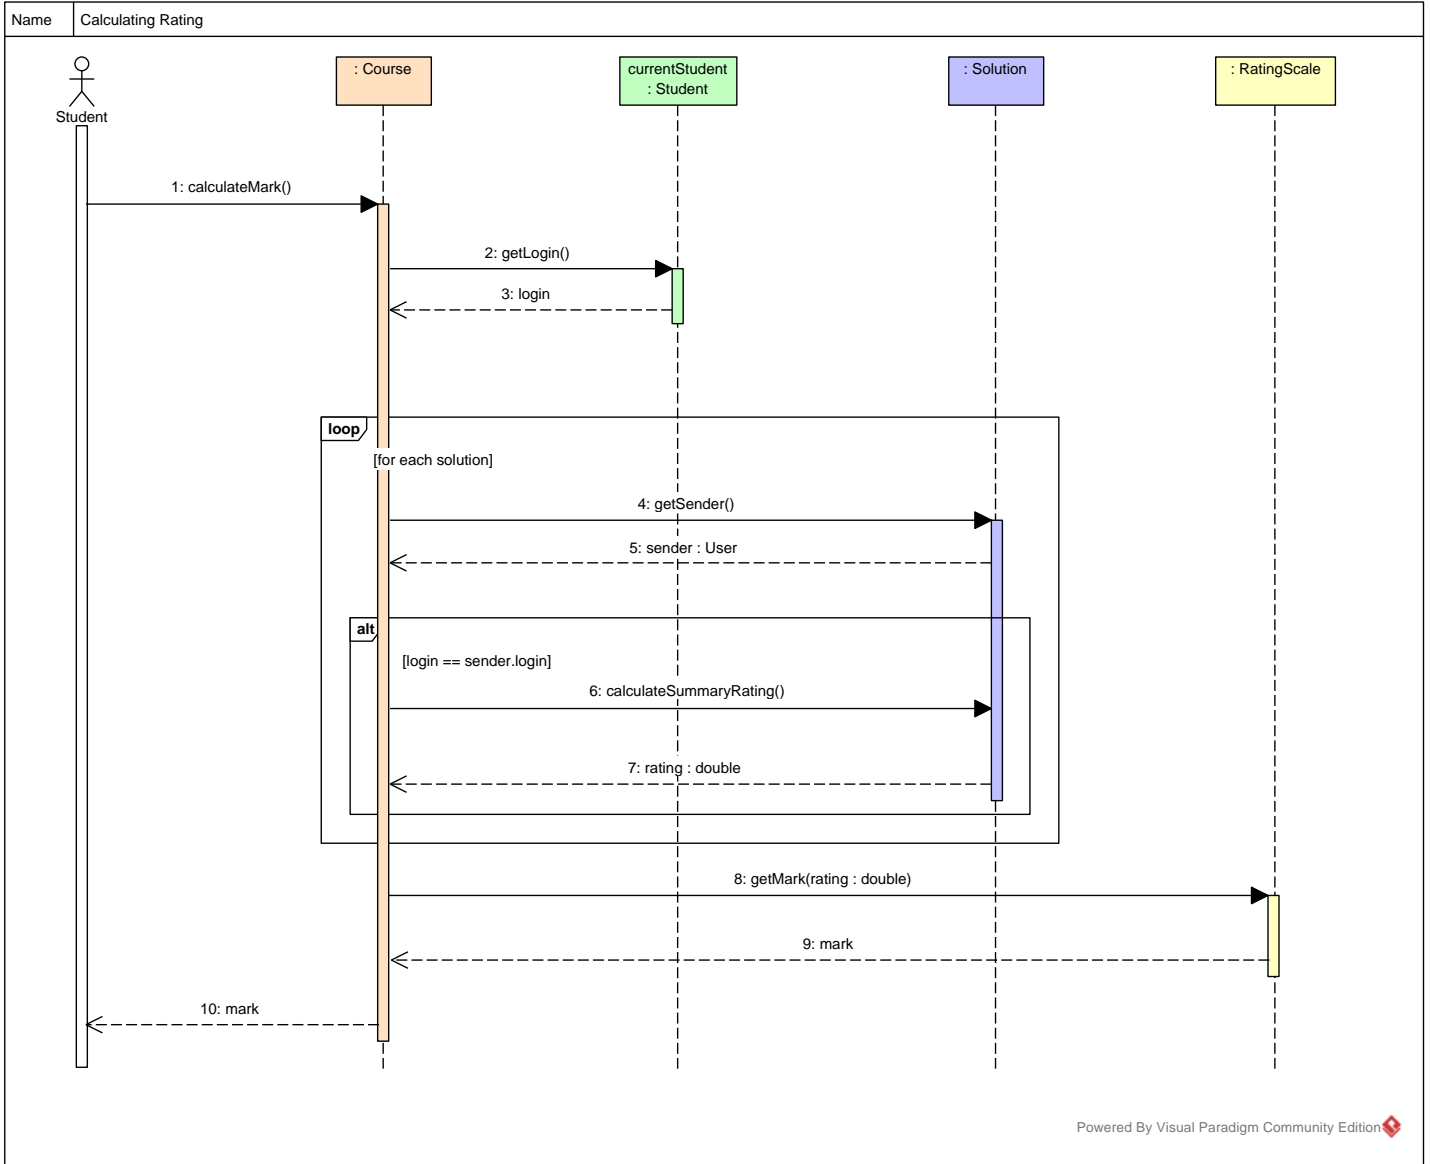 Name Calculating Rating
Student
: Course
currentStudent
: Student
: Solution
: RatingScale
1: calculateMark()
2: getLogin()
3: login
loop
[for each solution]
4: getSender()
5: sender : User
alt
[login == sender.login]
6: calculateSummaryRating()
7: rating : double
8: getMark(rating : double)
9: mark
10: mark
Powered By Visual Paradigm Community Edition